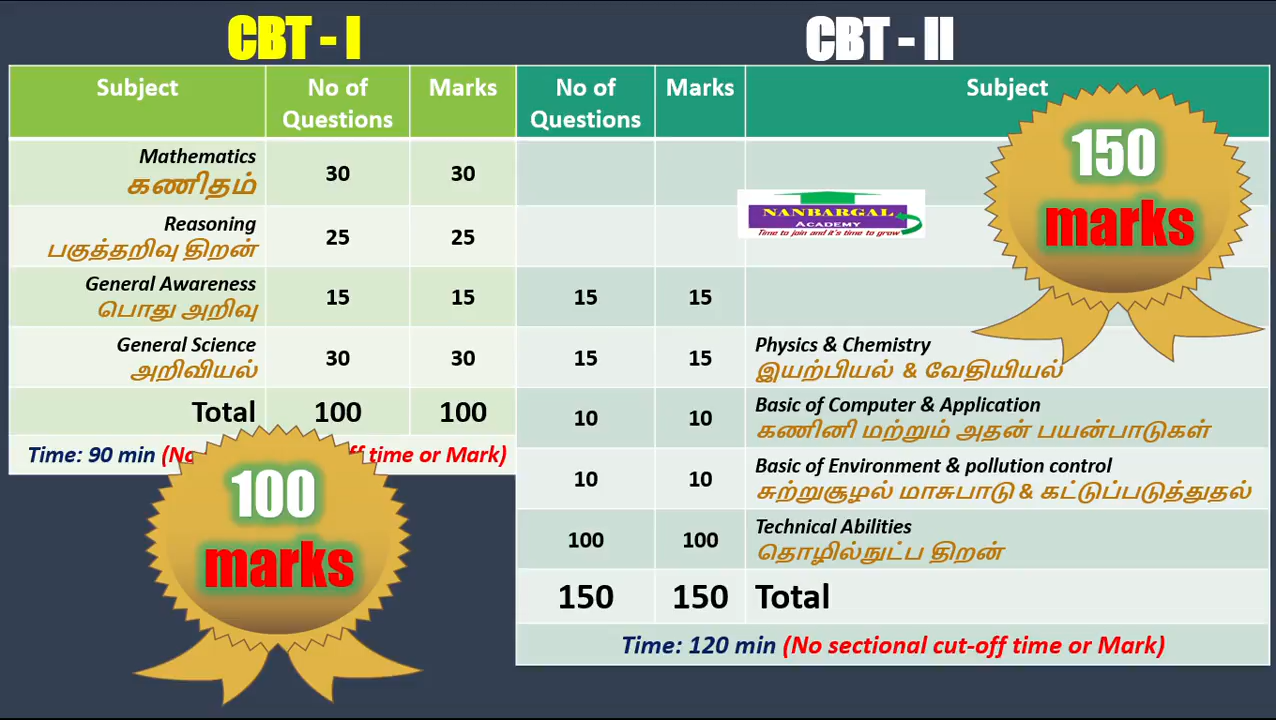 CBT - I
Subject
No of
Questions
Marks
Mathematics
கணிதம்
30
30
Reasoning
பகுத்தறிவு திறன்
25
25
General Awareness
பொது அறிவு
15
15
General Science
அறிவியல்
30
30
Total
100
100
Time: 90 min time or Mark)
100
marks
CBT - II
No of
Questions
Marks
Subject
150
marks
NANBARGAL
ACADEMY
Time to join and it's time to grow
15
15
15
15
Physics & Chemistry
இயற்பியல் & வேதியியல்
10
10
Basic of Computer & Application
கணினி மற்றும் அதன் பயன்பாடுகள்
10
10
Basic of Environment & pollution control
சுற்றுசூழல் மாசுபாடு & கட்டுப்படுத்துதல்
100
100
Technical Abilities
தொழில்நுட்ப திறன்
150
150
Total
Time: 120 min (No sectional cut-off time or Mark)